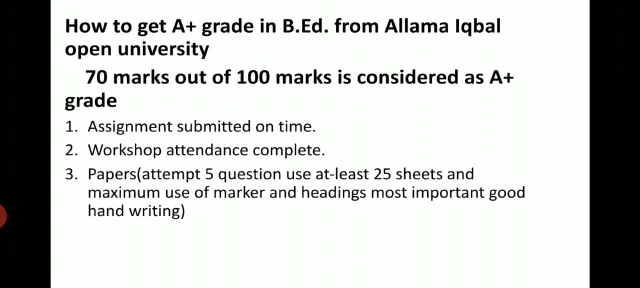 How to get A+ grade in B.Ed. from Allama Iqbal
open university
70 marks out of 100 marks is considered as A+
grade
1. Assignment submitted on time.
2. Workshop attendance complete.
3. Papers(attempt 5 question use at-least 25 sheets and
maximum use of marker and headings most important good
hand writing)